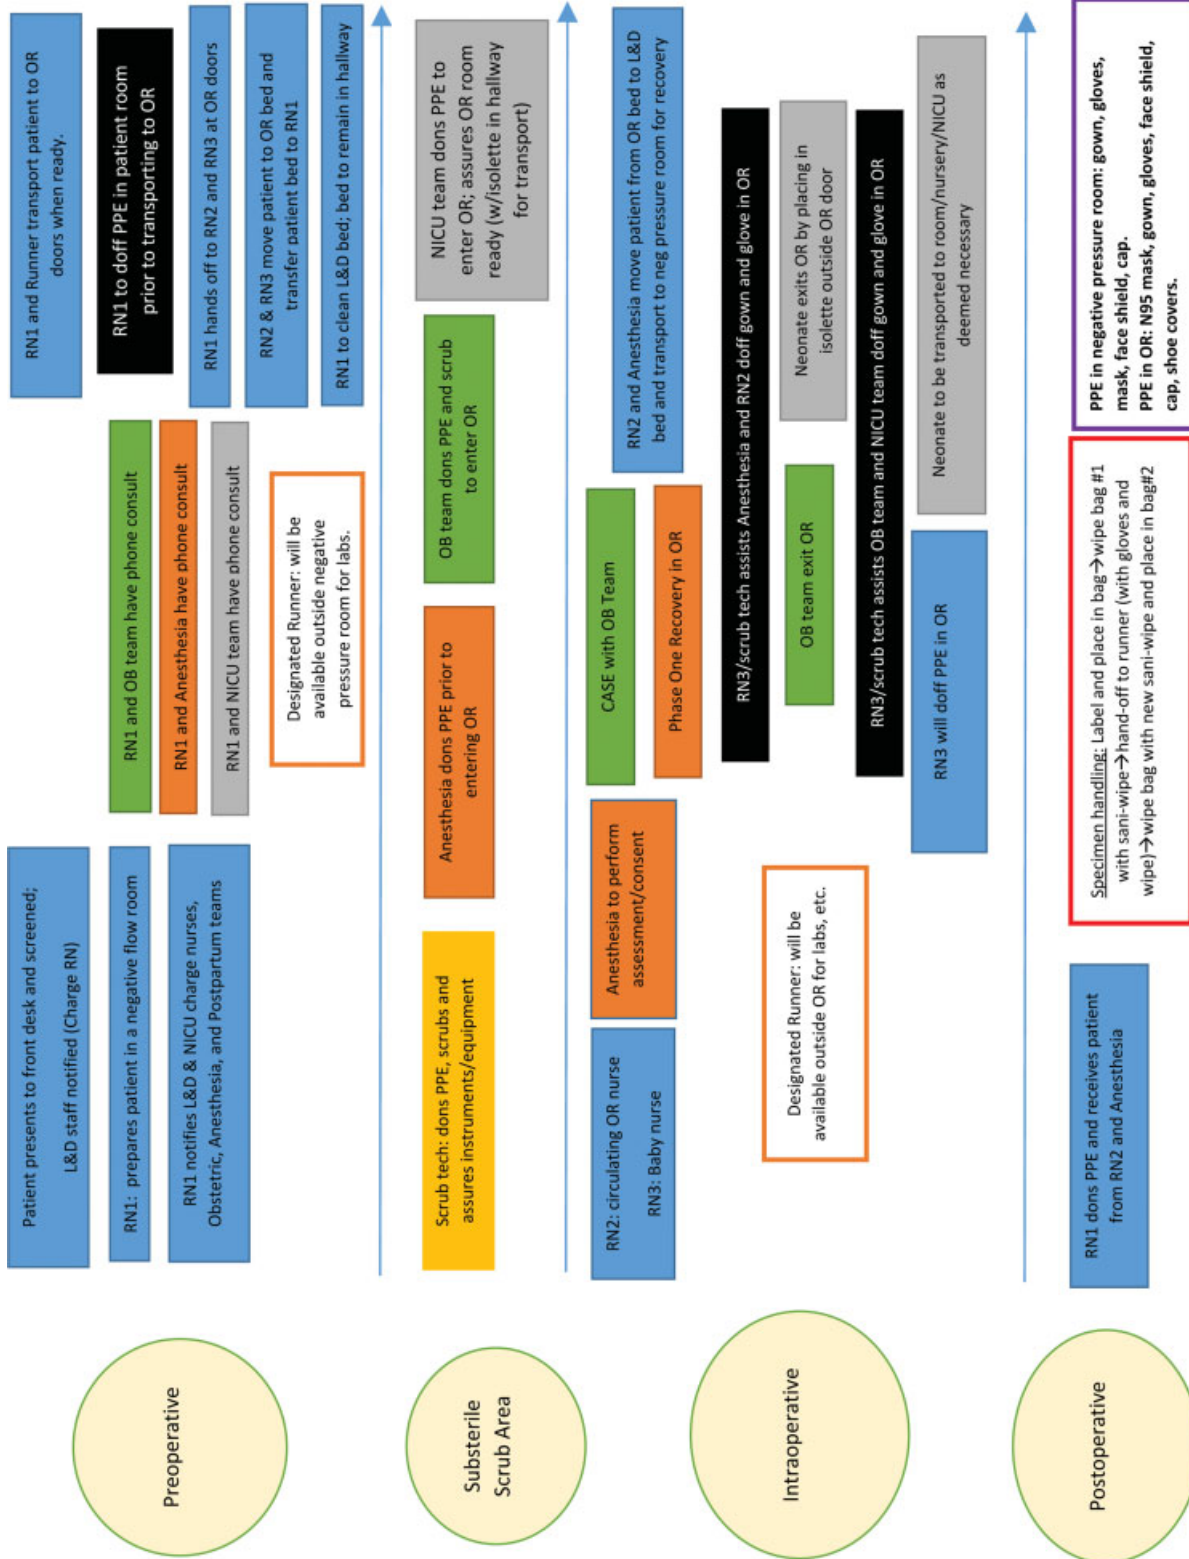 Preoperative
Patient presents to front desk and screened;
L&D staff notified (Charge RN)
RN1: prepares patient in a negative flow room
RN1 notifies L&D & NICU charge nurses,
Obstetric, Anesthesia, and Postpartum teams
RN1 and OB team have phone consult
RN1 and Anesthesia have phone consult
RN1 and NICU team have phone consult
Designated Runner: will be
available outside negative
pressure room for labs.
RN1 and Runner transport patient to OR
doors when ready.
RN1 to doff PPE in patient room
prior to transporting to OR
RN1 hands off to RN2 and RN3 at OR doors
RN2 & RN3 move patient to OR bed and
transfer patient bed to RN1
RN1 to clean L&D bed; bed to remain in hallway
Substerile
Scrub Area
Scrub tech: dons PPE, scrubs and
assures instruments/equipment
Anesthesia dons PPE prior to
entering OR
OB team dons PPE and scrub
to enter OR
NICU team dons PPE to
enter OR; assures OR room
ready (w/isolette in hallway
for transport)
Intraoperative
RN2: circulating OR nurse
RN3: Baby nurse
Anesthesia to perform
assessment/consent
Designated Runner: will be
available outside OR for labs, etc.
CASE with OB Team
Phase One Recovery in OR
RN2 and Anesthesia move patient from OR bed to L&D
bed and transport to neg pressure room for recovery
RN3/scrub tech assists Anesthesia and RN2 doff gown and glove in OR
OB team exit OR
Neonate exits OR by placing in
isolette outside OR door
RN3/scrub tech assists OB team and NICU team doff gown and glove in OR
RN3 will doff PPE in OR
Neonate to be transported to room/nursery/NICU as
deemed necessary
Postoperative
RN1 dons PPE and receives patient
from RN2 and Anesthesia
Specimen handling: Label and place in bag→wipe bag #1
with sani-wipe→hand-off to runner (with gloves and
wipe)→wipe bag with new sani-wipe and place in bag#2
PPE in negative pressure room: gown, gloves,
mask, face shield, cap.
PPE in OR: N95 mask, gown, gloves, face shield,
cap, shoe covers.